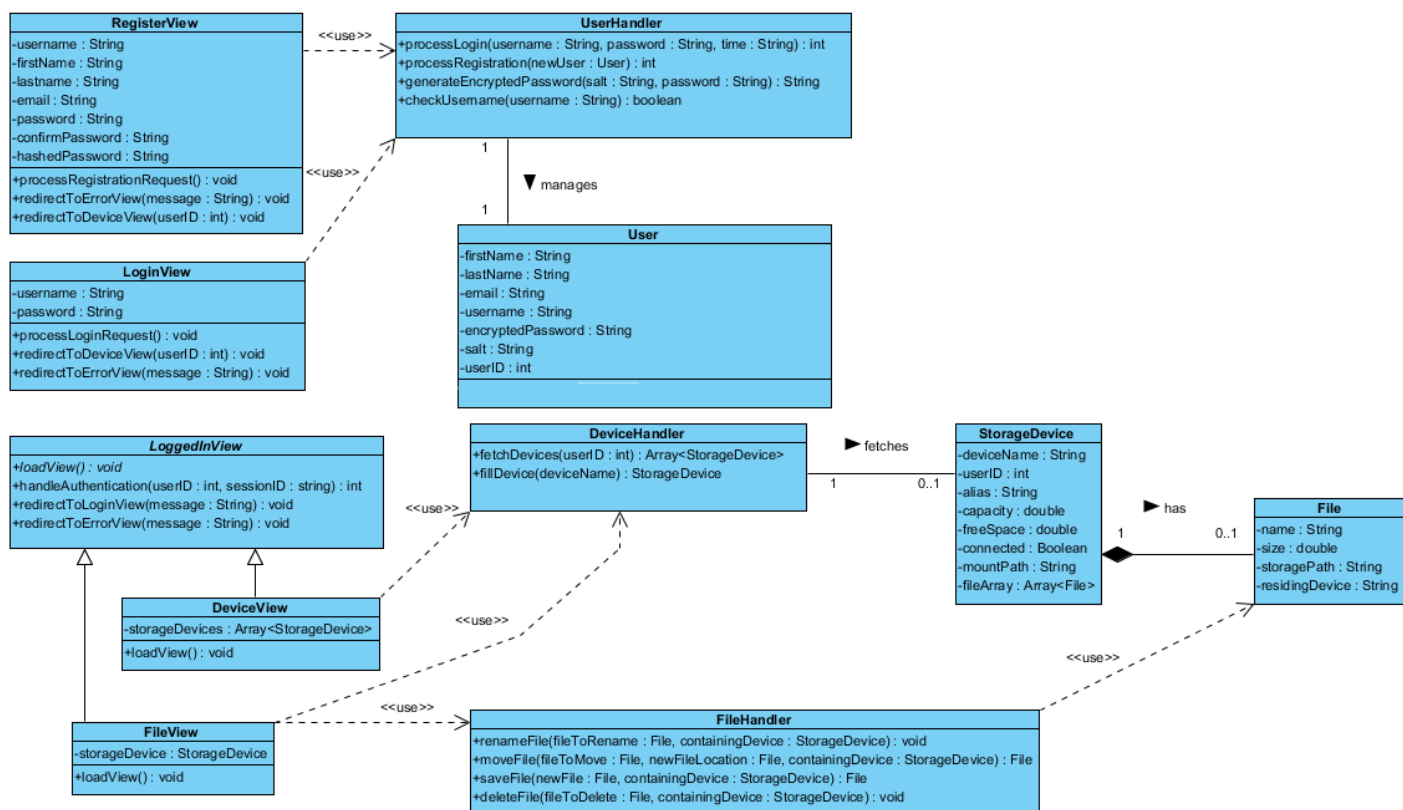 RegisterView
-username : String
-firstName : String
-lastname : String
-email : String
-password : String
-confirmPassword : String
-hashedPassword : String
+processRegistrationRequest() : void
+redirectToErrorView(message : String) : void
+redirectToDeviceView(userID : int) : void
<<use>>
UserHandler
+processLogin(username : String, password : String, time : String) : int
+processRegistration(newUser : User) : int
+generateEncryptedPassword(salt : String, password : String) : String
+checkUsername(username : String) : boolean
<<use>>
1
manages
1
LoginView
-username : String
-password : String
+processLoginRequest() : void
+redirectToDeviceView(userID : int) : void
+redirectToErrorView(message : String) : void
User
-firstName : String
-lastName : String
-email : String
-username : String
-encryptedPassword : String
-salt : String
-userID : int
LoggedInView
+loadView() : void
+handleAuthentication(userID : int, sessionID : string) : int
+redirectToLoginView(message : String) : void
+redirectToErrorView(message : String) : void
<<use>>
DeviceHandler
+fetchDevices(userID : int) : Array<StorageDevice>
+fillDevice(deviceName) : StorageDevice
fetches
1
0..1
StorageDevice
-deviceName : String
-userID : int
-alias : String
-capacity : double
-freeSpace : double
-connected : Boolean
-mountPath : String
-fileArray : Array<File>
has
1
0..1
File
-name : String
-size : double
-storagePath : String
-residingDevice : String
DeviceView
-storageDevices : Array<StorageDevice>
+loadView() : void
<<use>>
<<use>>
FileView
-storageDevice : StorageDevice
+loadView() : void
<<use>>
FileHandler
+renameFile(fileToRename : File, containingDevice : StorageDevice) : void
+moveFile(fileToMove : File, newFileLocation : File, containingDevice : StorageDevice) : File
+saveFile(newFile : File, containingDevice : StorageDevice) : File
+deleteFile(fileToDelete : File, containingDevice : StorageDevice) : void